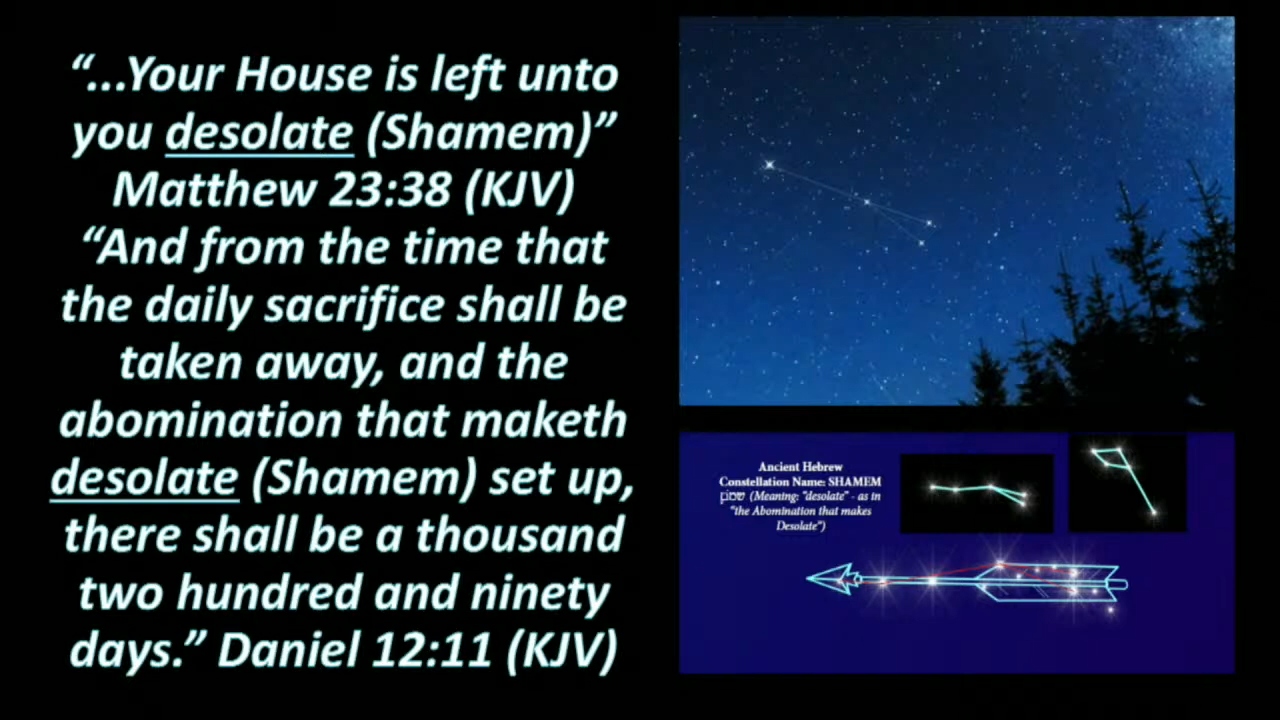 “...Your House is left unto
you desolate (Shamem)”
Matthew 23:38 (KJV)
“And from the time that
the daily sacrifice shall be
taken away, and the
abomination that maketh
desolate (Shamem) set up,
there shall be a thousand
two hundred and ninety
days.” Daniel 12:11 (KJV)
Ancient Hebrew
Constellation Name: SHAMEM
(Meaning: “desolate” - as in
“the Abomination that makes
Desolate”)